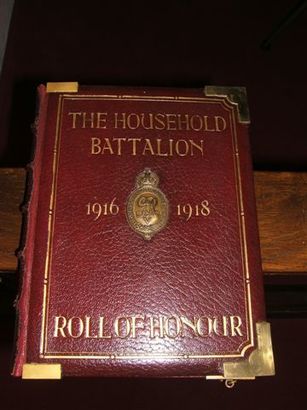 THE HOUSEHOLD
BATTALION
1916 1918
ROLL OF HONOUR